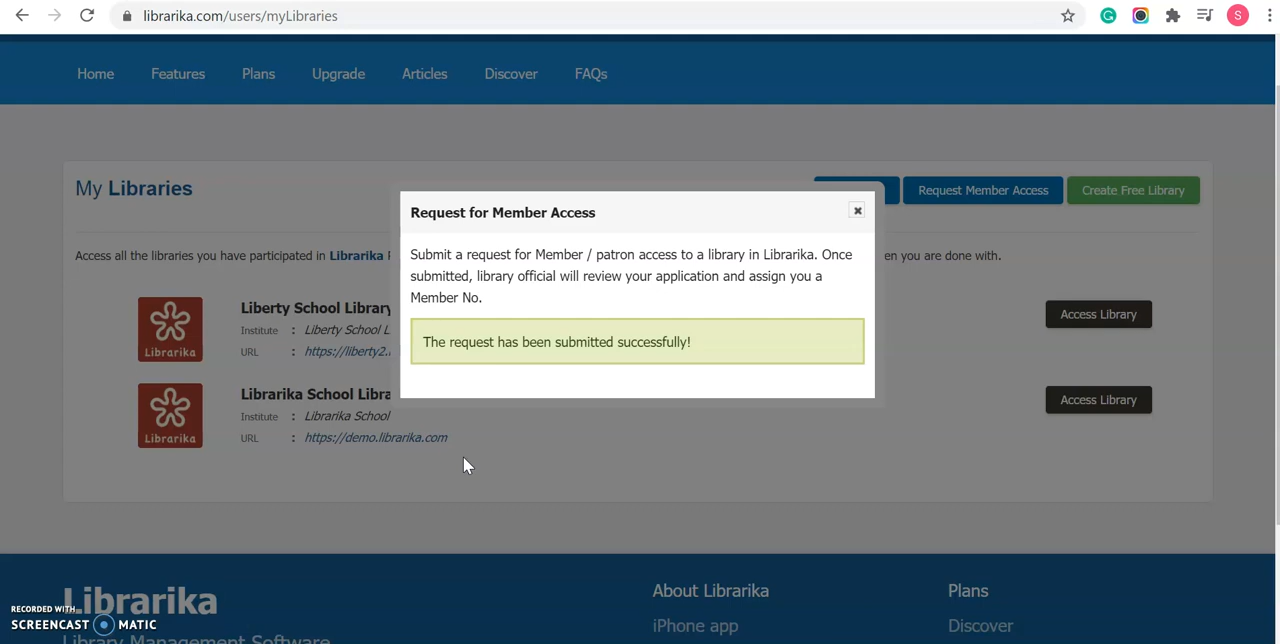 librarika.com/users/myLibraries
S
Home Features Plans Upgrade Articles Discover FAQs
My Libraries
Request Member Access
Create Free Library
Request for Member Access
Submit a request for Member / patron access to a library in Librarika. Once
submitted, library official will review your application and assign you a
Member No.
The request has been submitted successfully!
Access all the libraries you have participated in Librarika
en you are done with.
Librarika
Liberty School Library
Institute : Liberty School L
URL : https://liberty2.
Access Library
Librarika
Librarika School Libra
Institute : Librarika School
URL : https://demo.librarika.com
Access Library
Librarika
Library Management Software
About Librarika
iPhone app
Plans
Discover
RECORDED WITH
SCREENCAST MATIC